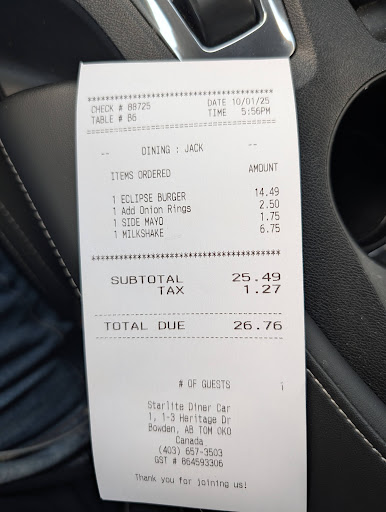 ****************************************
CHECK # 88725 DATE 10/01/25
TABLE # B6 TIME 5:56PM
========================================
-- DINING : JACK --
ITEMS ORDERED AMOUNT
1 ECLIPSE BURGER 14.49
1 Add Onion Rings 2.50
1 SIDE MAYO 1.75
1 MILKSHAKE 6.75
****************************************
SUBTOTAL 25.49
TAX 1.27
----------------------------------------
TOTAL DUE 26.76
----------------------------------------
# OF GUESTS 1
Starlite Diner Car
1, 1-3 Heritage Dr
Bowden, AB TOM OKO
Canada
(403) 657-3503
GST # 864593306
Thank you for joining us!